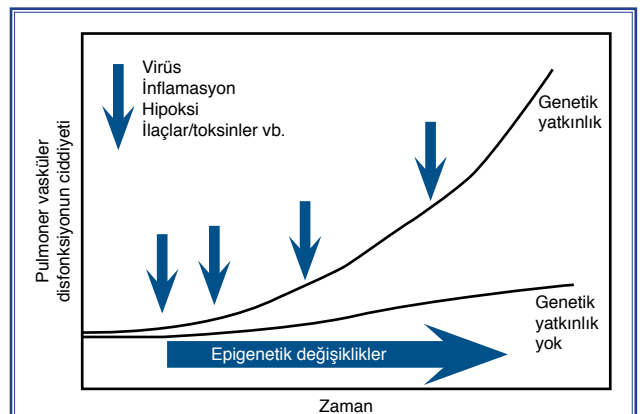 Virüs
İnflamasyon
Hipoksi
İlaçlar/toksinler vb.
Genetik
yatkınlık
Pulmoner vasküler
disfonksiyonun ciddiyeti
Genetik
yatkınlık
yok
Epigenetik değişiklikler
Zaman